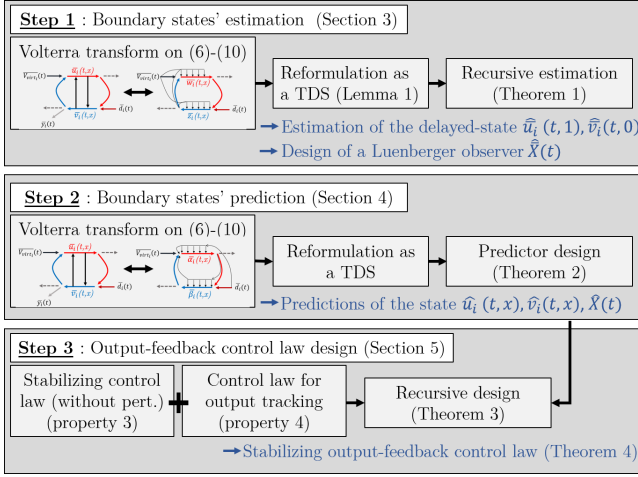 Step 1 : Boundary states' estimation (Section 3)
Volterra transform on (6)-(10)
Reformulation as
a TDS (Lemma 1)
Recursive estimation
(Theorem 1)
Estimation of the delayed-state û̄ᵢ (t, 1), v̂̄ᵢ(t, 0)
Design of a Luenberger observer X̂̄(t)
Step 2 : Boundary states' prediction (Section 4)
Volterra transform on (6)-(10)
Reformulation as
a TDS
Predictor design
(Theorem 2)
Predictions of the state ûᵢ (t, x), v̂ᵢ(t, x), X̂(t)
Step 3 : Output-feedback control law design (Section 5)
Stabilizing control
law (without pert.)
(property 3)
+
Control law for
output tracking
(property 4)
Recursive design
(Theorem 3)
Stabilizing output-feedback control law (Theorem 4)